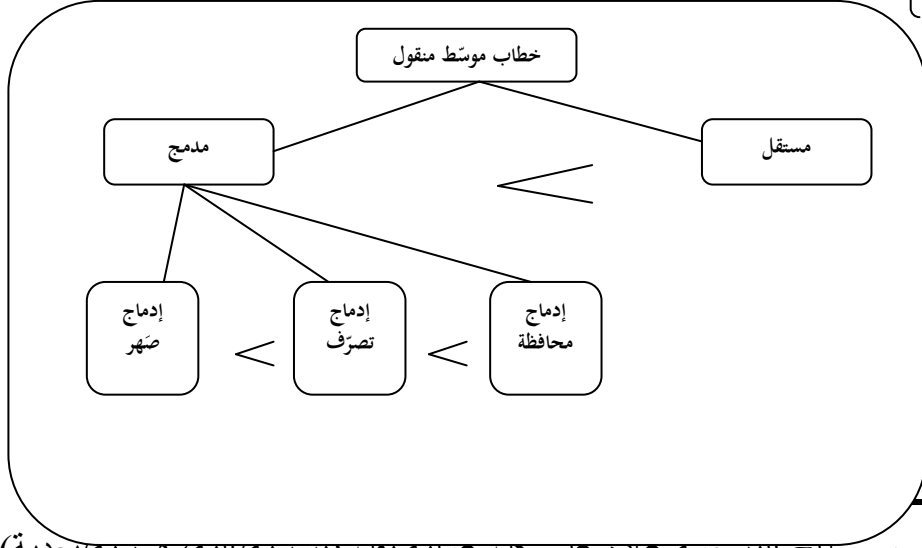 خطاب موسّط منقول
مستقل
مدمج
إدماج
محافظة
إدماج
تصرّف
إدماج
صَهر